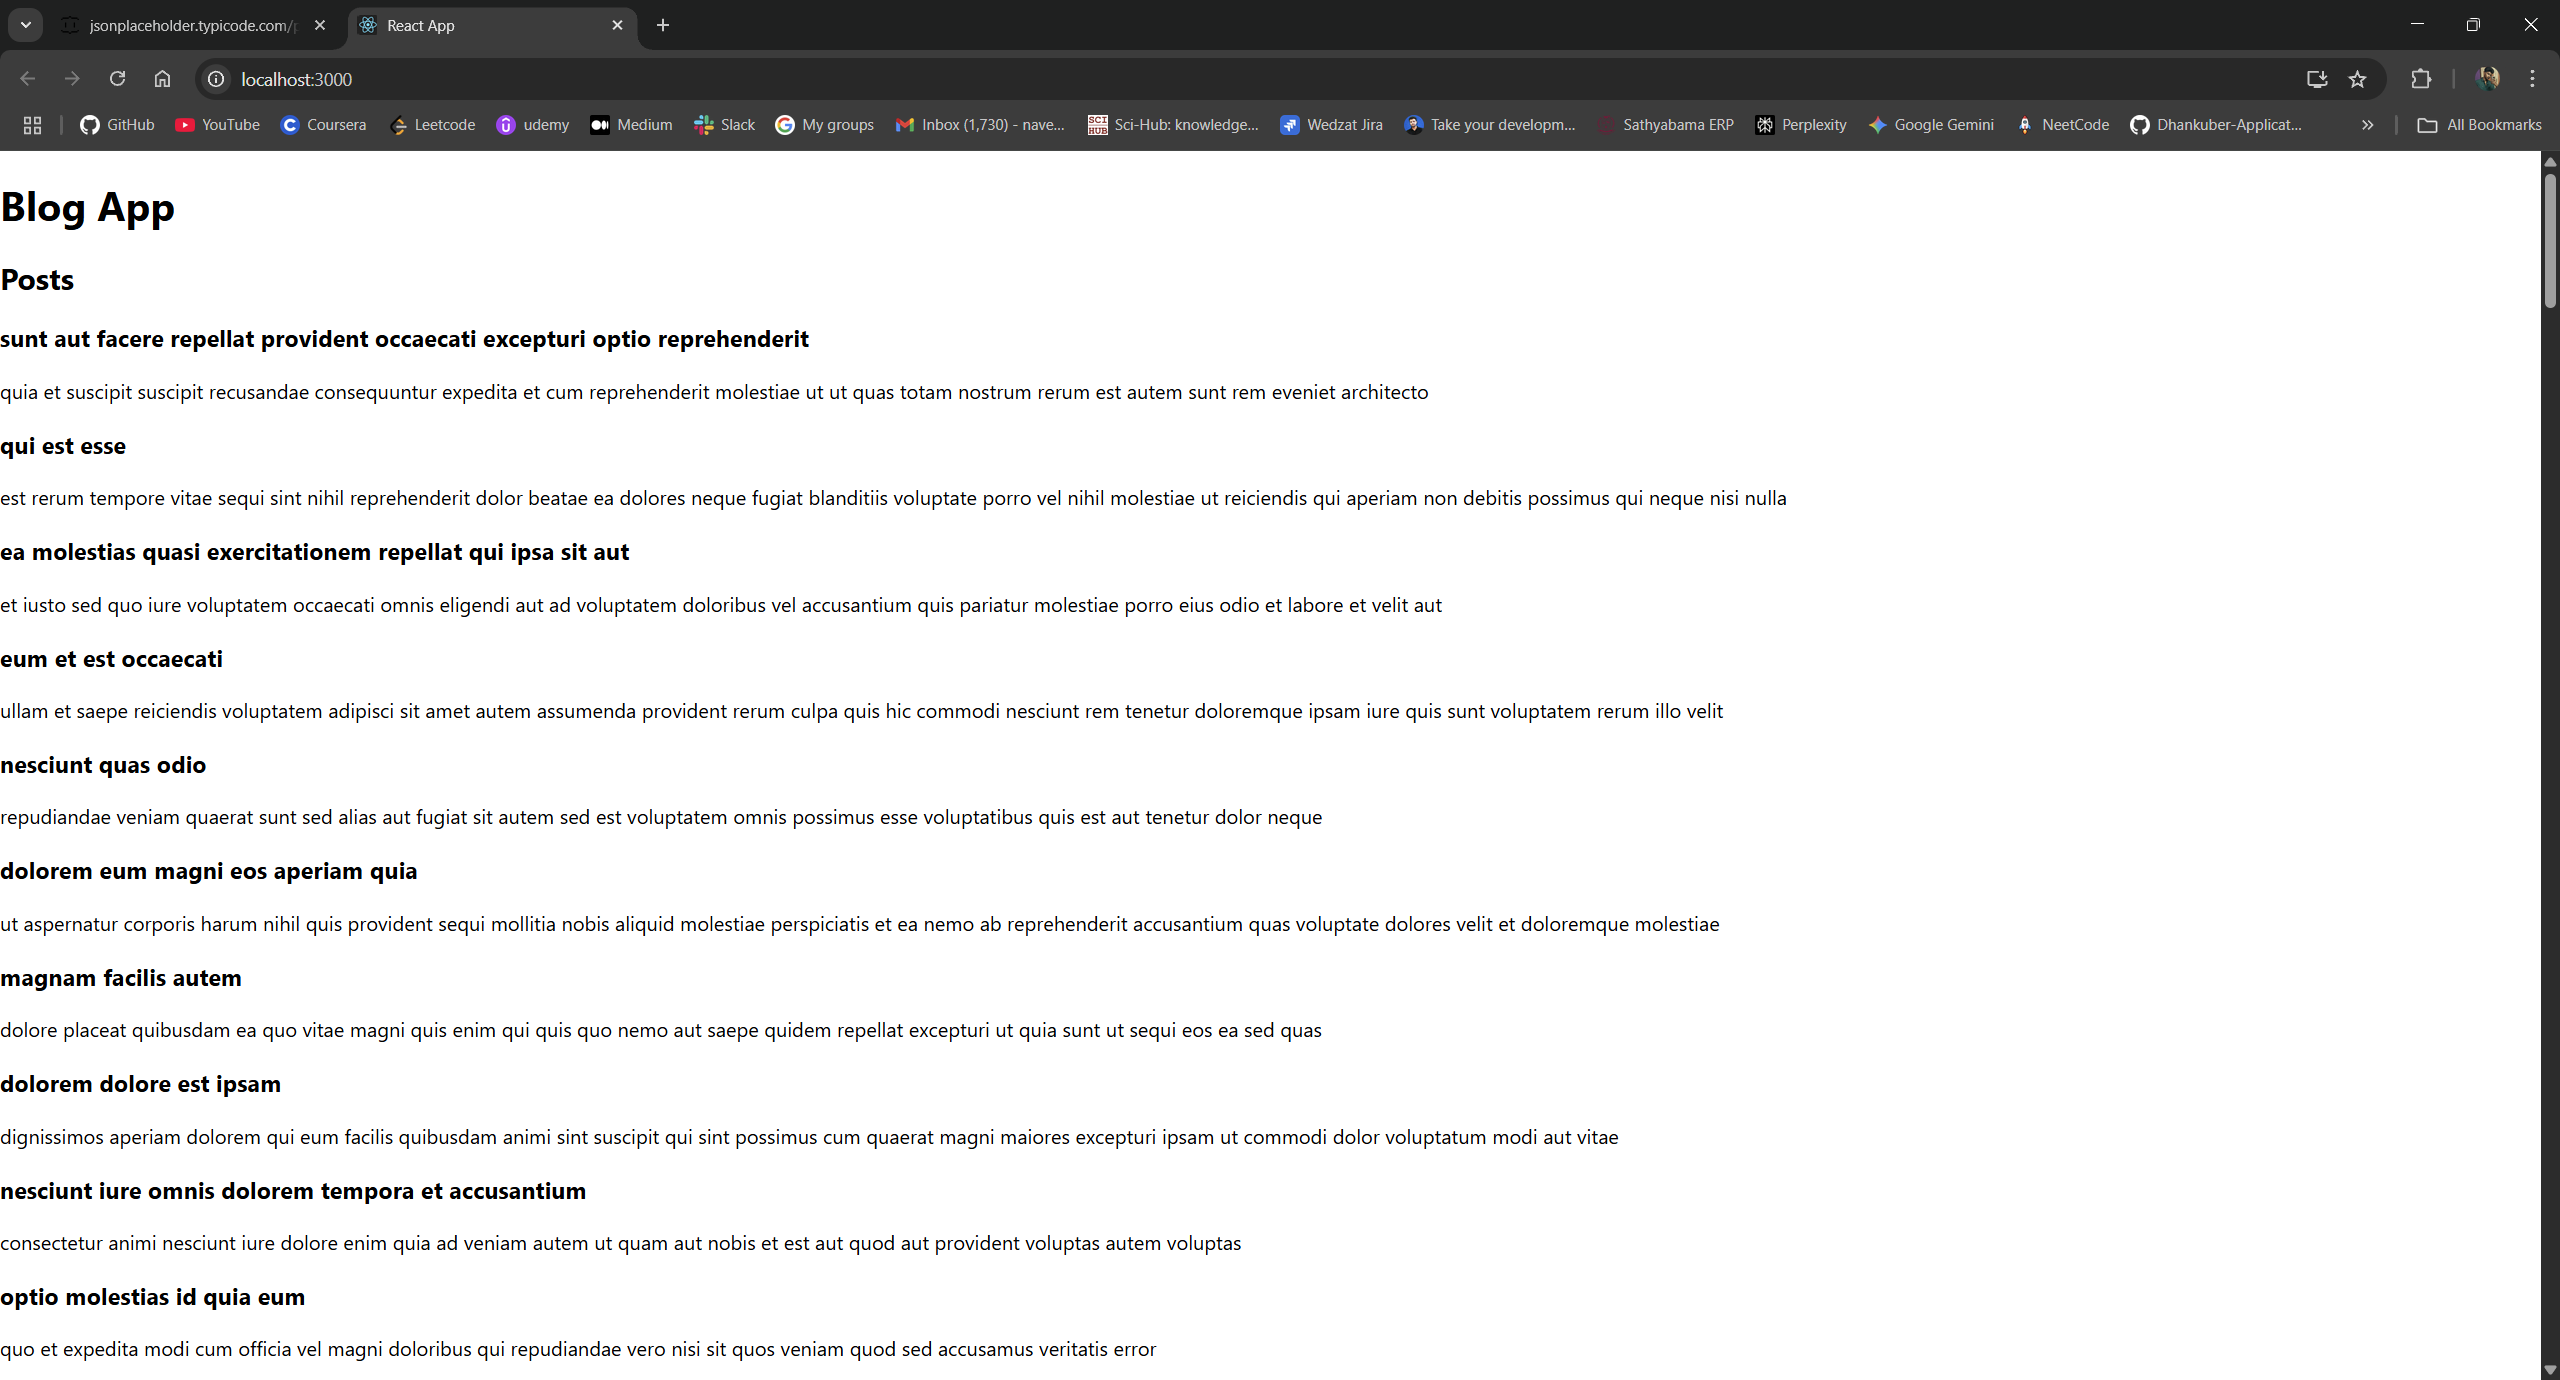 jsonplaceholder.typicode.com/
React App
localhost:3000
GitHub
YouTube
Coursera
Leetcode
udemy
Medium
Slack
My groups
Inbox (1,730) - nave...
SCI HUB
Sci-Hub: knowledge...
Wedzat Jira
Take your developm...
Sathyabama ERP
Perplexity
Google Gemini
NeetCode
Dhankuber-Applicat...
All Bookmarks
Blog App
Posts
sunt aut facere repellat provident occaecati excepturi optio reprehenderit
quia et suscipit suscipit recusandae consequuntur expedita et cum reprehenderit molestiae ut ut quas totam nostrum rerum est autem sunt rem eveniet architecto
qui est esse
est rerum tempore vitae sequi sint nihil reprehenderit dolor beatae ea dolores neque fugiat blanditiis voluptate porro vel nihil molestiae ut reiciendis qui aperiam non debitis possimus qui neque nisi nulla
ea molestias quasi exercitationem repellat qui ipsa sit aut
et iusto sed quo iure voluptatem occaecati omnis eligendi aut ad voluptatem doloribus vel accusantium quis pariatur molestiae porro eius odio et labore et velit aut
eum et est occaecati
ullam et saepe reiciendis voluptatem adipisci sit amet autem assumenda provident rerum culpa quis hic commodi nesciunt rem tenetur doloremque ipsam iure quis sunt voluptatem rerum illo velit
nesciunt quas odio
repudiandae veniam quaerat sunt sed alias aut fugiat sit autem sed est voluptatem omnis possimus esse voluptatibus quis est aut tenetur dolor neque
dolorem eum magni eos aperiam quia
ut aspernatur corporis harum nihil quis provident sequi mollitia nobis aliquid molestiae perspiciatis et ea nemo ab reprehenderit accusantium quas voluptate dolores velit et doloremque molestiae
magnam facilis autem
dolore placeat quibusdam ea quo vitae magni quis enim qui quis quo nemo aut saepe quidem repellat excepturi ut quia sunt ut sequi eos ea sed quas
dolorem dolore est ipsam
dignissimos aperiam dolorem qui eum facilis quibusdam animi sint suscipit qui sint possimus cum quaerat magni maiores excepturi ipsam ut commodi dolor voluptatum modi aut vitae
nesciunt iure omnis dolorem tempora et accusantium
consectetur animi nesciunt iure dolore enim quia ad veniam autem ut quam aut nobis et est aut quod aut provident voluptas autem voluptas
optio molestias id quia eum
quo et expedita modi cum officia vel magni doloribus qui repudiandae vero nisi sit quos veniam quod sed accusamus veritatis error